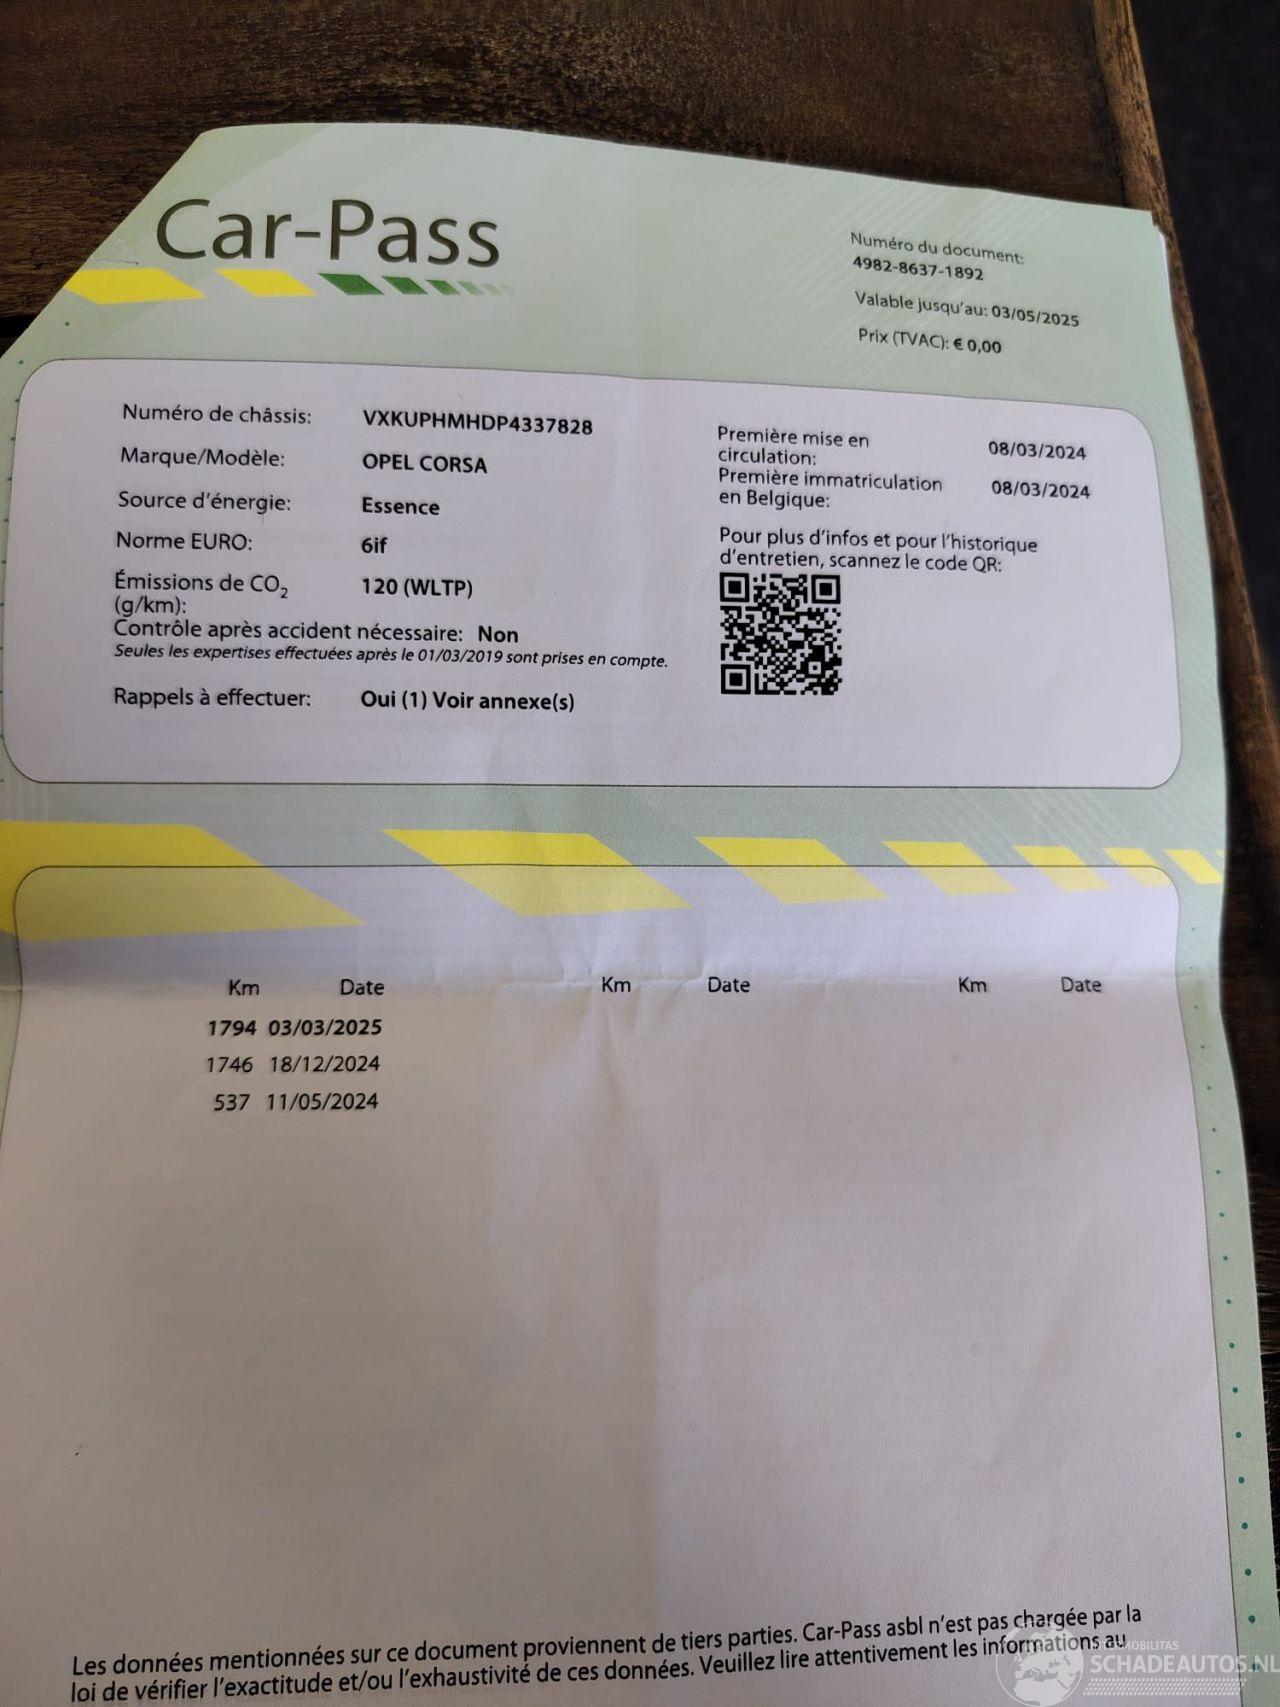 Car-Pass
Numéro du document:
4982-8637-1892
Valable jusqu'au: 03/05/2025
Prix (TVAC): € 0,00
Numéro de châssis: VXKUPHMHDP4337828
Marque/Modèle: OPEL CORSA
Source d'énergie: Essence
Norme EURO: 6if
Émissions de CO2 120 (WLTP)
(g/km):
Contrôle après accident nécessaire: Non
Seules les expertises effectuées après le 01/03/2019 sont prises en compte.
Rappels à effectuer: Oui (1) Voir annexe(s)
Première mise en
circulation: 08/03/2024
Première immatriculation
en Belgique: 08/03/2024
Pour plus d'infos et pour l'historique
d'entretien, scannez le code QR:
Km Date Km Date Km Date
1794 03/03/2025
1746 18/12/2024
537 11/05/2024
Les données mentionnées sur ce document proviennent de tiers parties. Car-Pass asbl n'est pas chargée par la
loi de vérifier l'exactitude et/ou l'exhaustivité de ces données. Veuillez lire attentivement les informations au
SCHADEAUTOS.NL